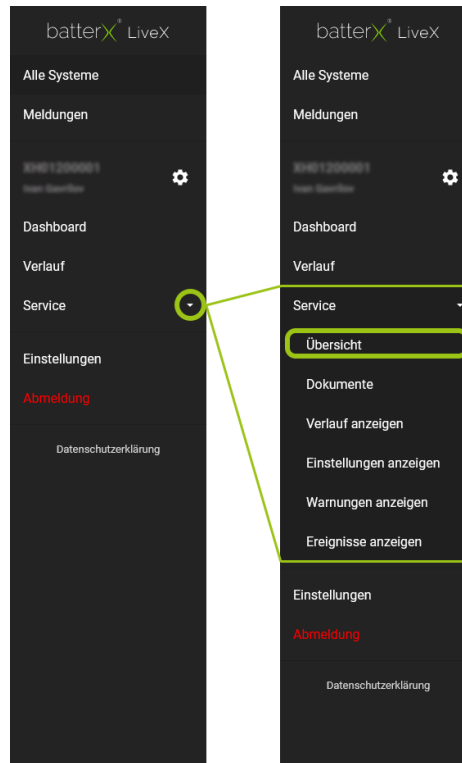 batterX® LiveX
Alle Systeme
Meldungen
Dashboard
Verlauf
Service
Einstellungen
Abmeldung
Datenschutzerklärung
batterX® LiveX
Alle Systeme
Meldungen
Dashboard
Verlauf
Service
Übersicht
Dokumente
Verlauf anzeigen
Einstellungen anzeigen
Warnungen anzeigen
Ereignisse anzeigen
Einstellungen
Abmeldung
Datenschutzerklärung